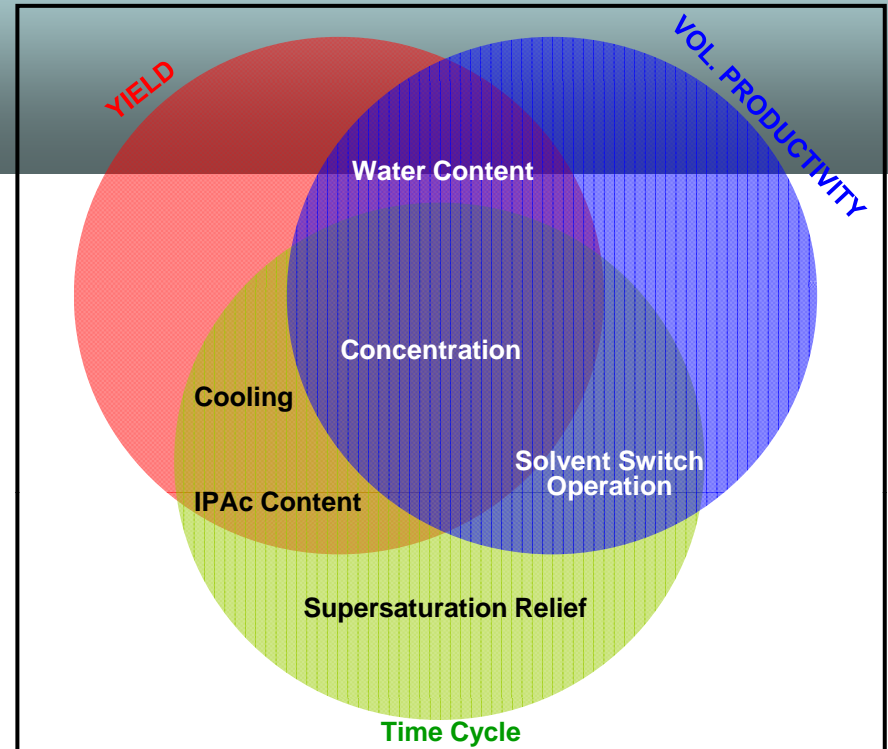 YIELD
VOL. PRODUCTIVITY
Water Content
Concentration
Cooling
Solvent Switch
Operation
IPAc Content
Supersaturation Relief
Time Cycle